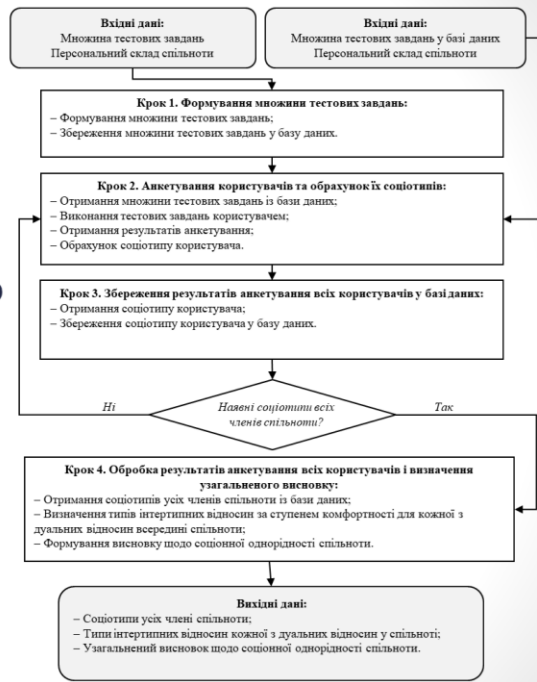 Вхідні дані:
Множина тестових завдань
Персональний склад спільноти
Вхідні дані:
Множина тестових завдань у базі даних
Персональний склад спільноти
Крок 1. Формування множини тестових завдань:
– Формування множини тестових завдань;
– Збереження множини тестових завдань у базу даних.
Крок 2. Анкетування користувачів та обрахунок їх соціотипів:
– Отримання множини тестових завдань із бази даних;
– Виконання тестових завдань користувачем;
– Отримання результатів анкетування;
– Обрахунок соціотипу користувача.
Крок 3. Збереження результатів анкетування всіх користувачів у базі даних:
– Отримання соціотипу користувача;
– Збереження соціотипу користувача у базу даних.
Ні
Наявні соціотипи всіх
членів спільноти?
Так
Крок 4. Обробка результатів анкетування всіх користувачів і визначення
узагальненого висновку:
– Отримання соціотипів усіх членів спільноти із бази даних;
– Визначення типів інтертипних відносин за ступенем комфортності для кожної з
дуальних відносин всередині спільноти;
– Формування висновку щодо соціонної однорідності спільноти.
Вихідні дані:
– Соціотипи усіх члені спільноти;
– Типи інтертипних відносин кожної з дуальних відносин у спільноті;
– Узагальнений висновок щодо соціонної однорідності спільноти.